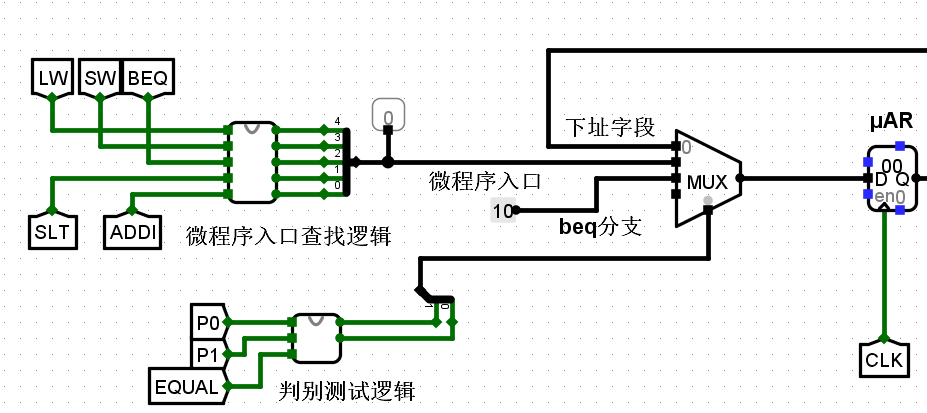 LW SW BEQ
4
3
2
1
0
0
下址字段
0
MUX
μAR
00
D Q
en0
微程序入口
10
beq分支
SLT ADDI
微程序入口查找逻辑
0
1
P0
P1
EQUAL
判别测试逻辑
CLK